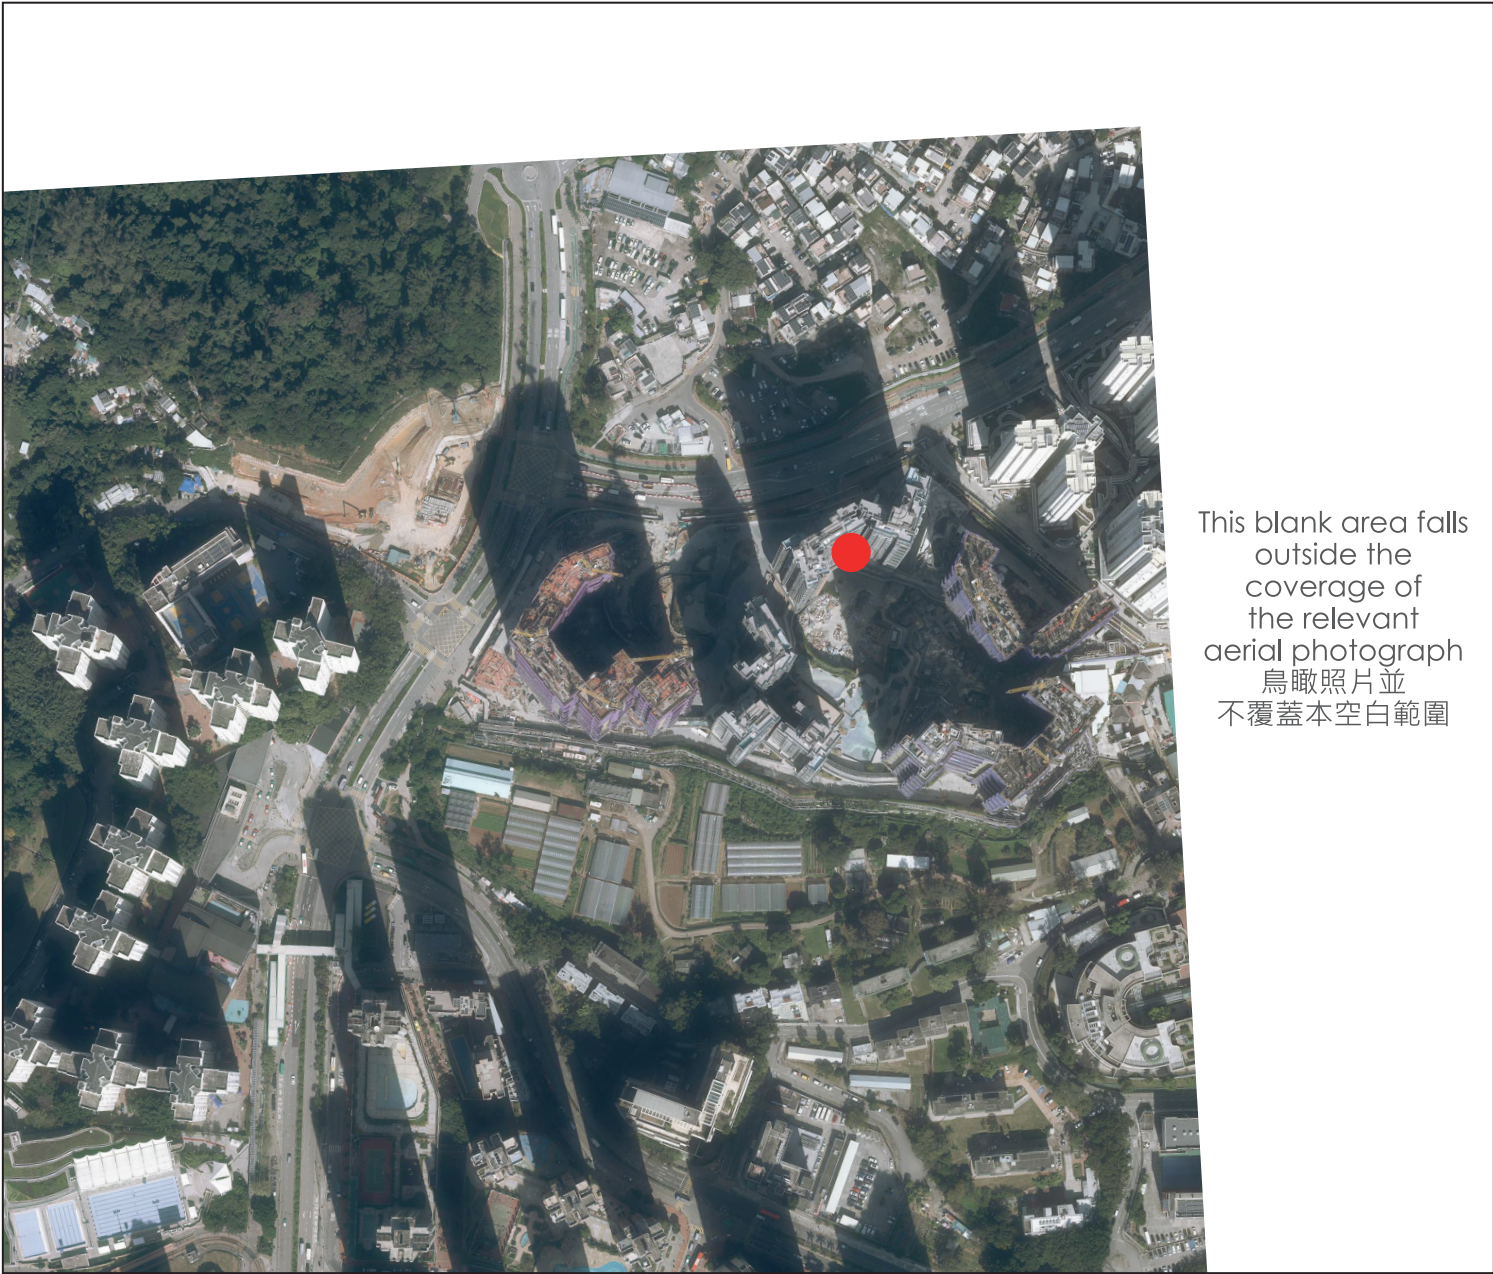 This blank area falls
outside the
coverage of
the relevant
aerial photograph
鳥瞰照片並
不覆蓋本空白範圍